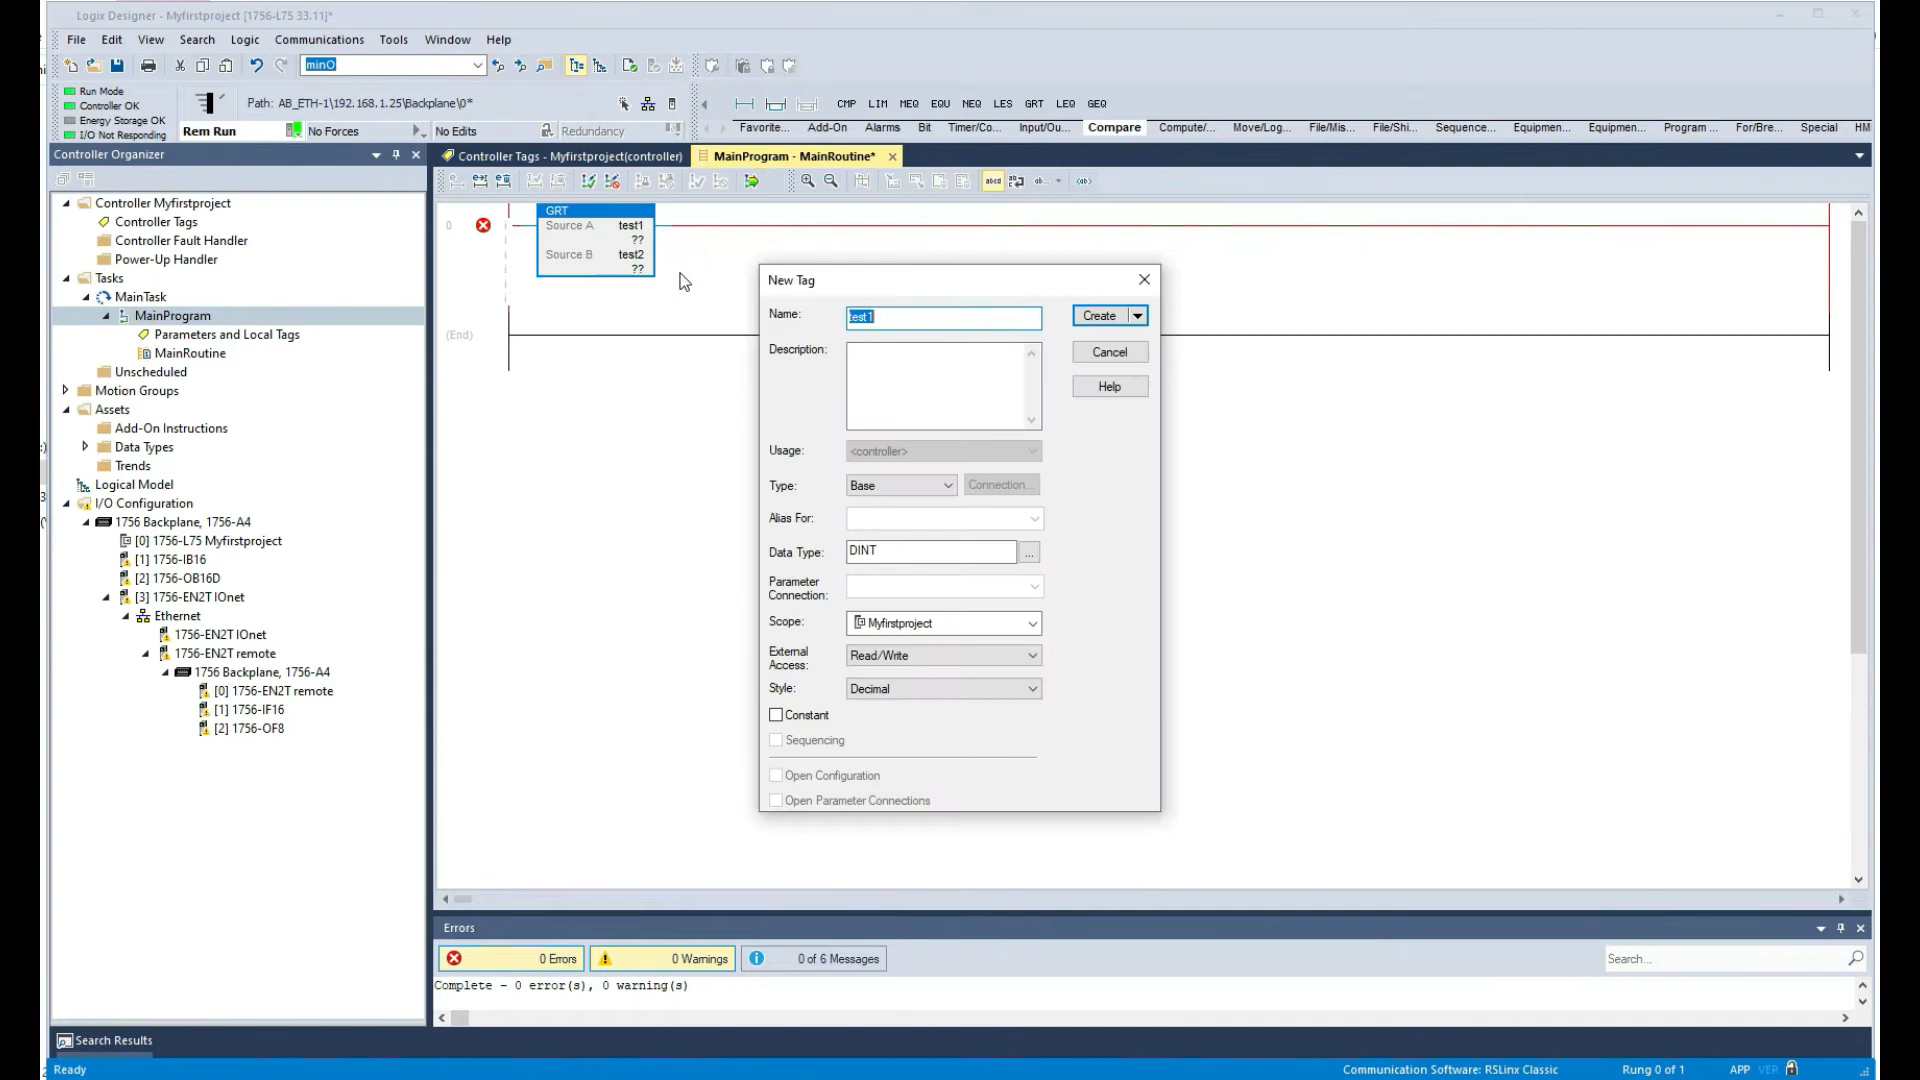 Logix Designer - Myfirstproject [1756-L75 33.11]*
File Edit View Search Logic Communications Tools Window Help
minO
Run Mode
Controller OK
Energy Storage OK
I/O Not Responding
Path: AB_ETH-1\192.168.1.25\Backplane\0*
Rem Run
No Forces
No Edits
Redundancy
CMP LIM MEQ EQU NEQ LES GRT LEQ GEQ
Favorite... Add-On Alarms Bit Timer/Co... Input/Ou... Compare Compute/... Move/Log... File/Mis... File/Shi... Sequence... Equipmen... Equipmen... Program ... For/Bre... Special HM
Controller Organizer
Controller Tags - Myfirstproject(controller)
MainProgram - MainRoutine*
Controller Myfirstproject
Controller Tags
Controller Fault Handler
Power-Up Handler
Tasks
MainTask
MainProgram
Parameters and Local Tags
MainRoutine
Unscheduled
Motion Groups
Assets
Add-On Instructions
Data Types
Trends
Logical Model
I/O Configuration
1756 Backplane, 1756-A4
[0] 1756-L75 Myfirstproject
[1] 1756-IB16
[2] 1756-OB16D
[3] 1756-EN2T IOnet
Ethernet
1756-EN2T IOnet
1756-EN2T remote
1756 Backplane, 1756-A4
[0] 1756-EN2T remote
[1] 1756-IF16
[2] 1756-OF8
0
GRT
Source A test1
??
Source B test2
??
(End)
New Tag
Name: test1
Create
Description:
Cancel
Help
Usage: <controller>
Type: Base
Connection...
Alias For:
Data Type: DINT
...
Parameter
Connection:
Scope: Myfirstproject
External
Access: Read/Write
Style: Decimal
Constant
Sequencing
Open Configuration
Open Parameter Connections
Errors
0 Errors
0 Warnings
0 of 6 Messages
Search...
Complete - 0 error(s), 0 warning(s)
Search Results
Ready
Communication Software: RSLinx Classic
Rung 0 of 1
APP VER